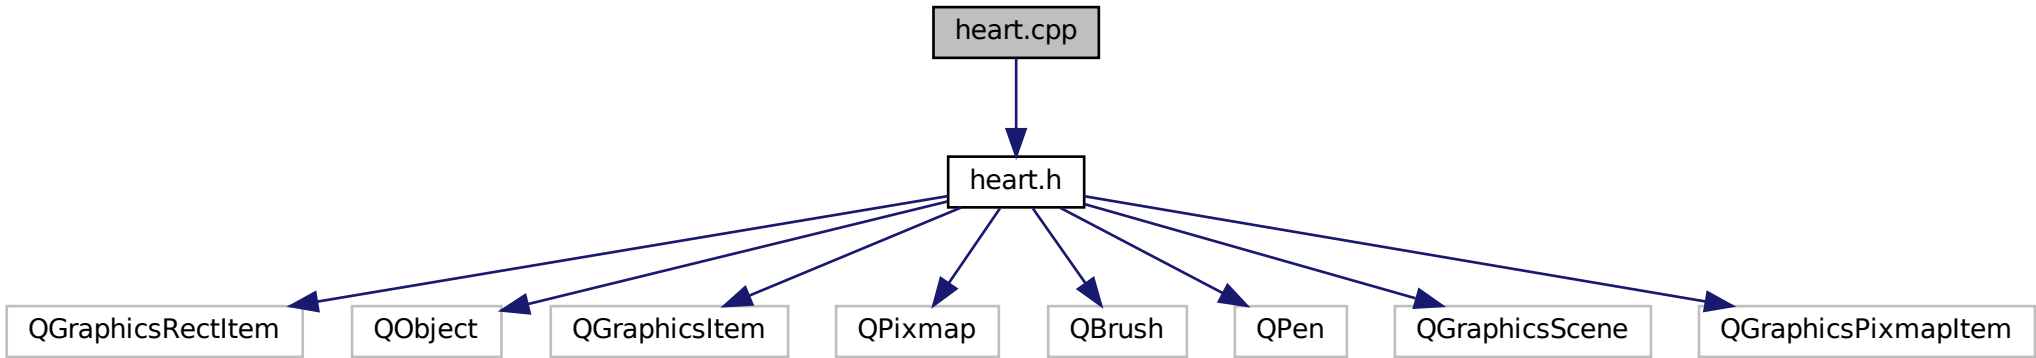 heart.cpp
heart.h
QGraphicsRectItem
QObject
QGraphicsItem
QPixmap
QBrush
QPen
QGraphicsScene
QGraphicsPixmapItem